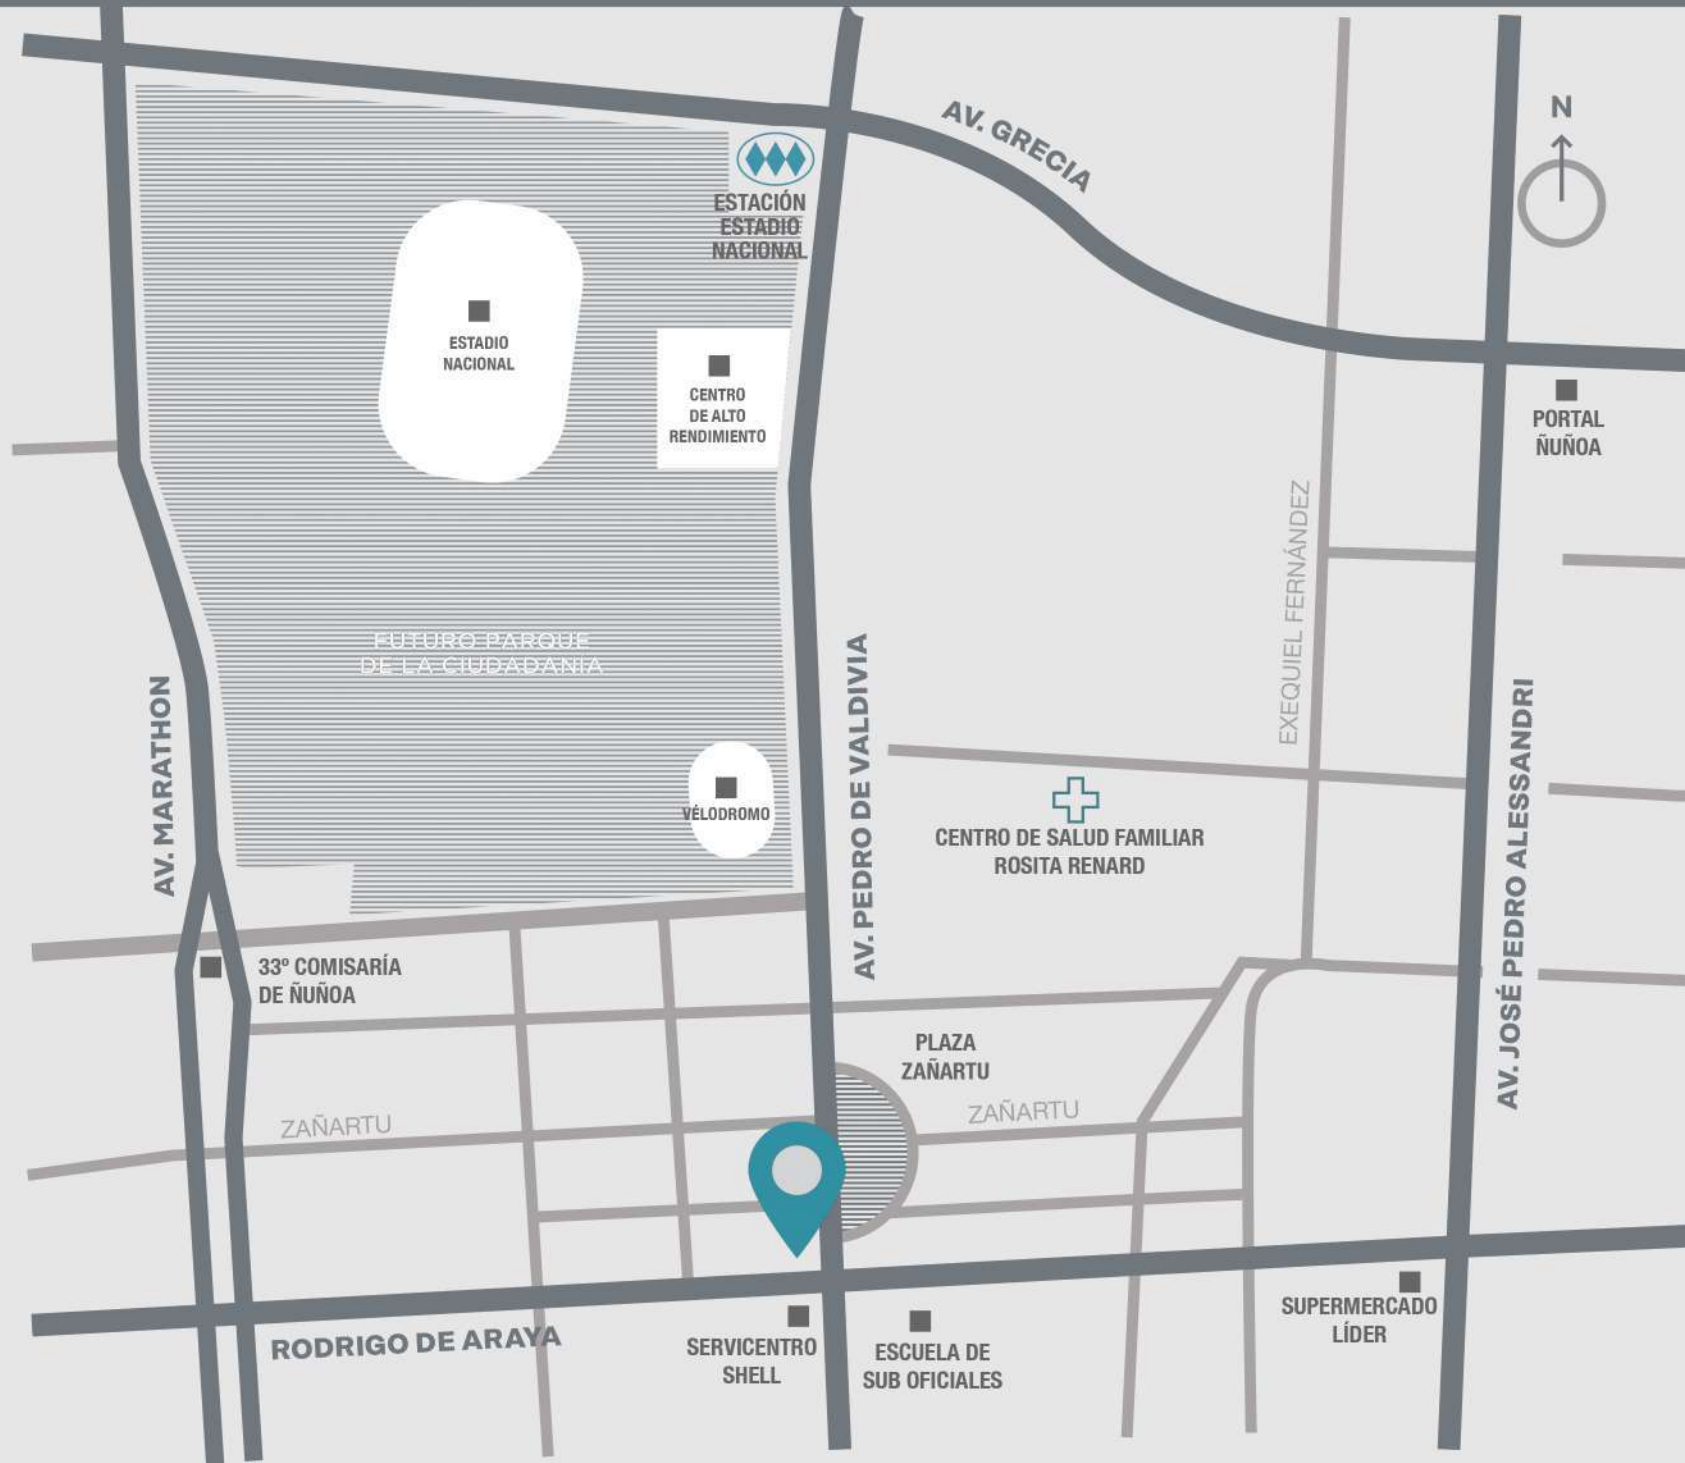 AV. GRECIA
N
ESTACIÓN
ESTADIO
NACIONAL
ESTADIO
NACIONAL
CENTRO
DE ALTO
RENDIMIENTO
PORTAL
ÑUÑOA
EXEQUIEL FERNÁNDEZ
FUTURO PARQUE
DE LA CIUDADANÍA
AV. MARATHON
AV. PEDRO DE VALDIVIA
AV. JOSÉ PEDRO ALESSANDRI
VÉLODROMO
CENTRO DE SALUD FAMILIAR
ROSITA RENARD
33º COMISARÍA
DE ÑUÑOA
PLAZA
ZAÑARTU
ZAÑARTU
ZAÑARTU
RODRIGO DE ARAYA
SERVICENTRO
SHELL
ESCUELA DE
SUB OFICIALES
SUPERMERCADO
LÍDER